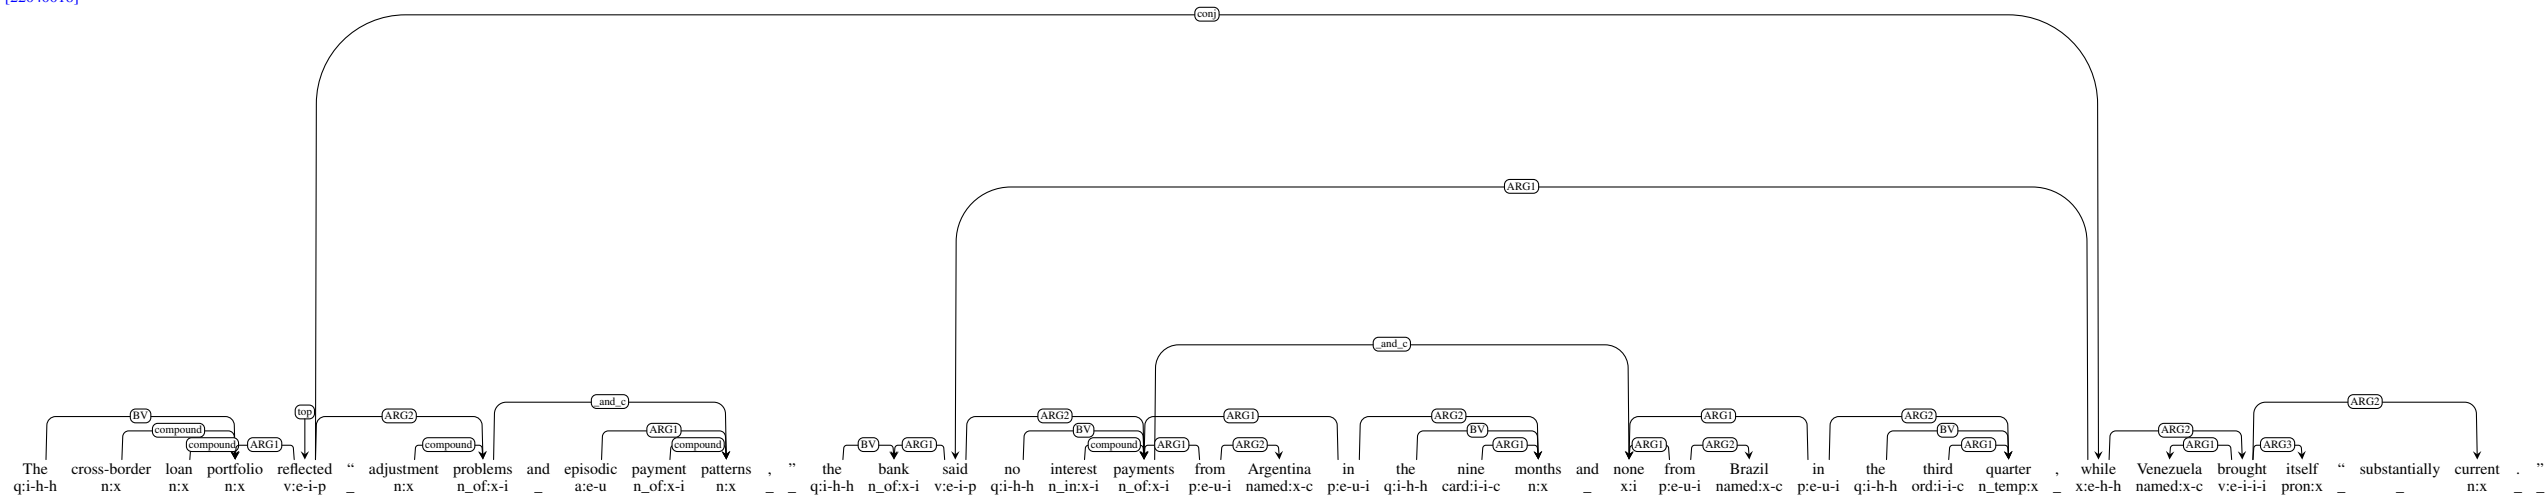 conj
ARG1
_and_c
_and_c ARG2
BV top ARG2 ARG2 ARG1 ARG2 ARG1 ARG2
compound ARG1 BV BV BV ARG2
compound ARG1 compound compound BV ARG1 compound ARG1 ARG2 ARG1 ARG1 ARG2 ARG1 ARG1 ARG3
The cross-border loan portfolio reflected “ adjustment problems and episodic payment patterns , ” the bank said no interest payments from Argentina in the nine months and none from Brazil in the third quarter , while Venezuela brought itself “ substantially current . ”
q:i-h-h n:x n:x n:x v:e-i-p _ n:x n_of:x-i _ a:e-u n_of:x-i n:x _ _ q:i-h-h n_of:x-i v:e-i-p q:i-h-h n_in:x-i n_of:x-i p:e-u-i named:x-c p:e-u-i q:i-h-h card:i-i-c n:x _ x:i p:e-u-i named:x-c p:e-u-i q:i-h-h ord:i-i-c n_temp:x _ x:e-h-h named:x-c v:e-i-i-i pron:x _ _ n:x _ _